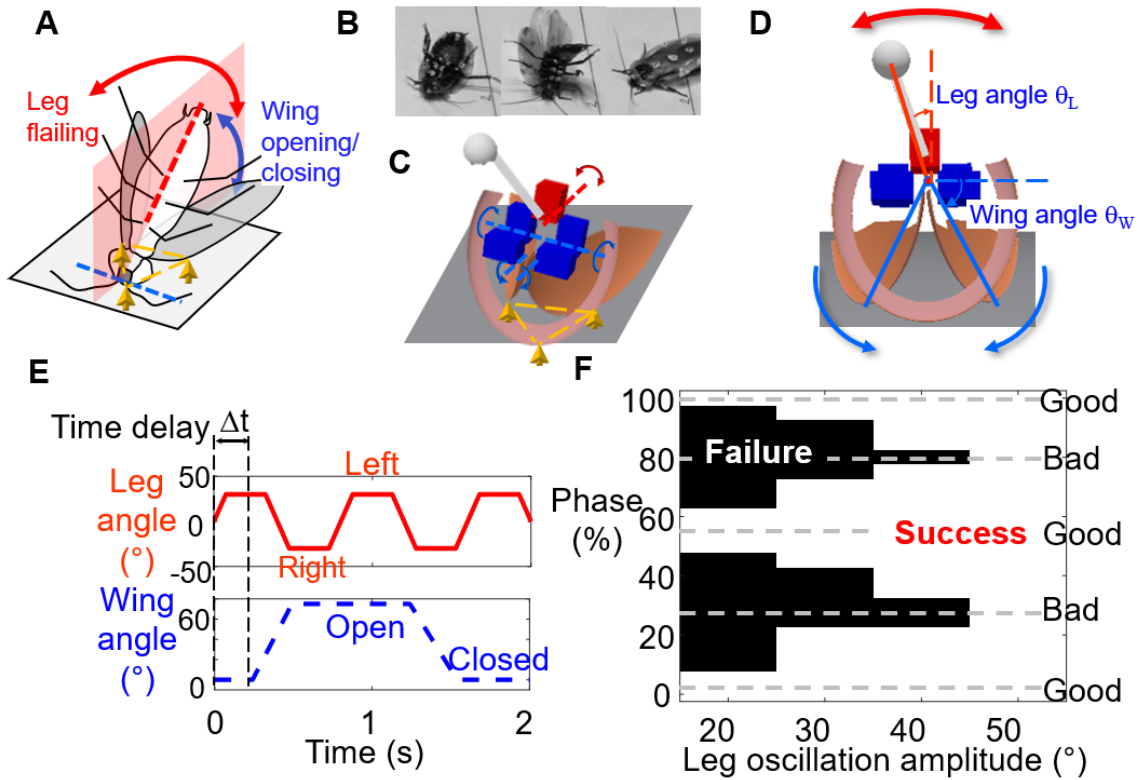 A
Leg
flailing
Wing
opening/
closing
B
C
D
Leg angle θL
Wing angle θW
E
Time delay Δt
50
0
-50
Leg
angle
(°)
Left
Right
60
0
Wing
angle
(°)
Open
Closed
0
1
2
Time (s)
F
100
80
60
40
20
0
Phase
(%)
Failure
Success
Good
Bad
Good
Bad
Good
20
30
40
50
Leg oscillation amplitude (°)